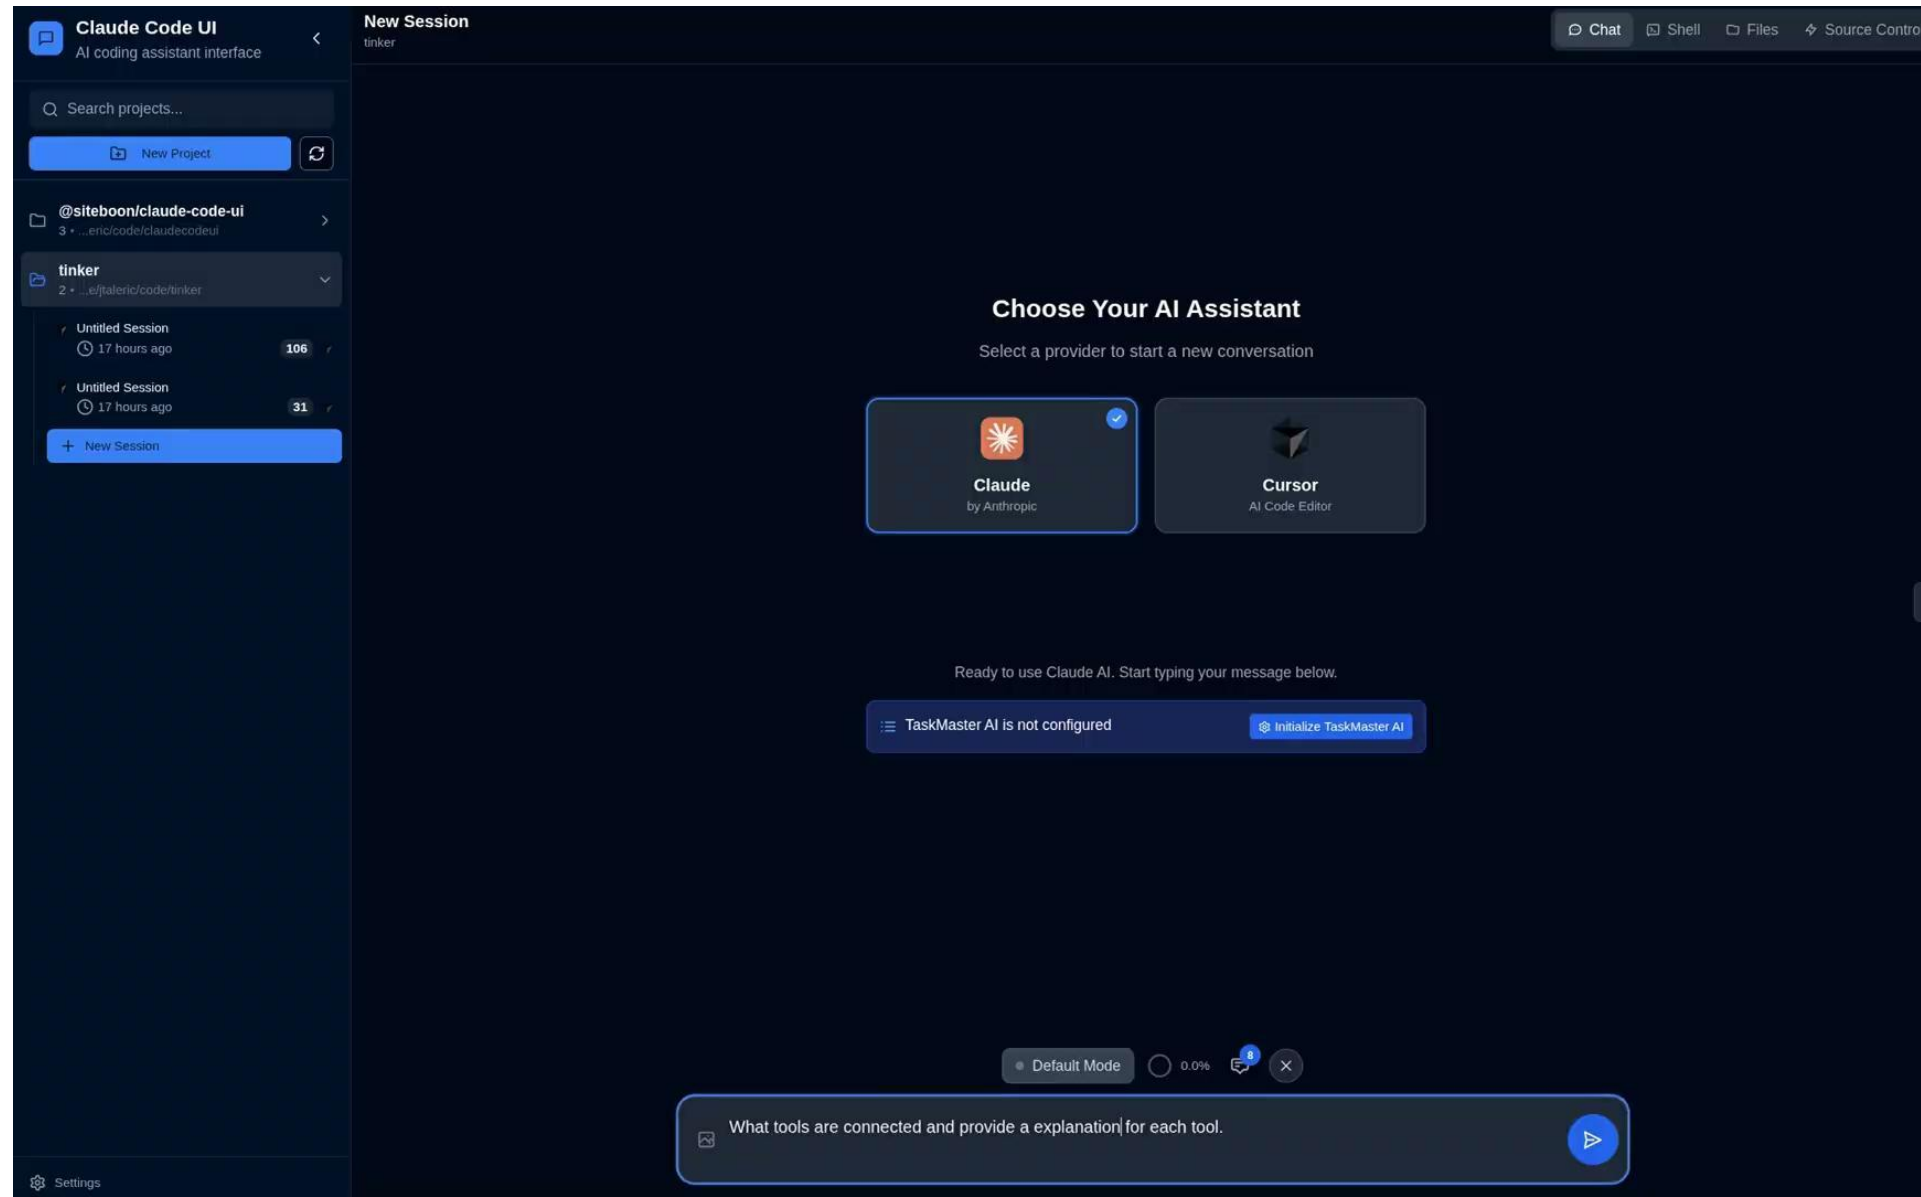 Claude Code UI
AI coding assistant interface
Search projects...
New Project
@siteboon/claude-code-ui
3 • ...eric/code/claudecodeui
tinker
2 • ...e/jtaleric/code/tinker
Untitled Session
17 hours ago 106
Untitled Session
17 hours ago 31
New Session
Settings
New Session
tinker
Chat Shell Files Source Contro
Choose Your AI Assistant
Select a provider to start a new conversation
Claude
by Anthropic
Cursor
AI Code Editor
Ready to use Claude AI. Start typing your message below.
TaskMaster AI is not configured Initialize TaskMaster AI
Default Mode 0.0% 8
What tools are connected and provide a explanation for each tool.